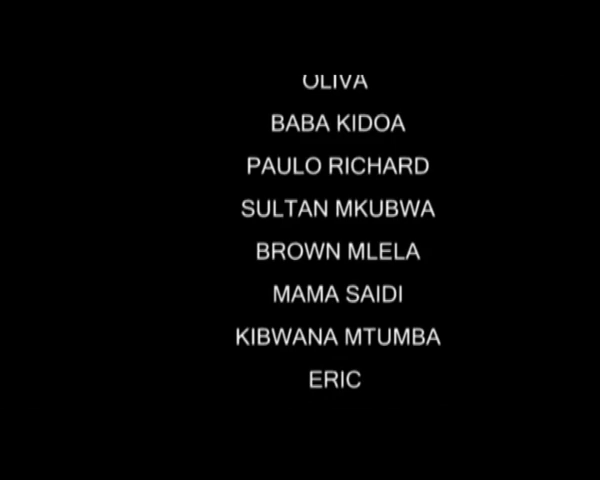 OLIVA
BABA KIDOA
PAULO RICHARD
SULTAN MKUBWA
BROWN MLELA
MAMA SAIDI
KIBWANA MTUMBA
ERIC